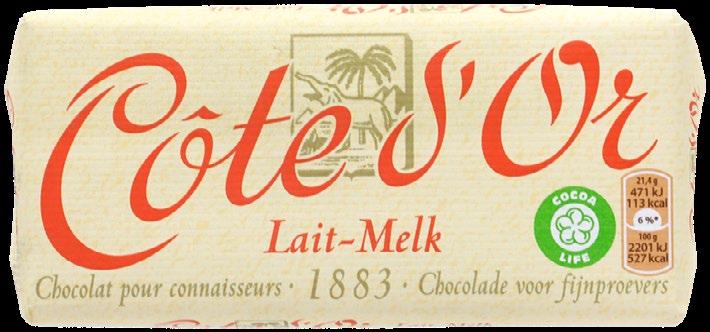 Côte d'Or
Lait-Melk
Chocolat pour connaisseurs · 1883 · Chocolade voor fijnproevers
COCOA
LIFE
21,4 g
471 kJ
113 kcal
6 %*
100 g
2201 kJ
527 kcal